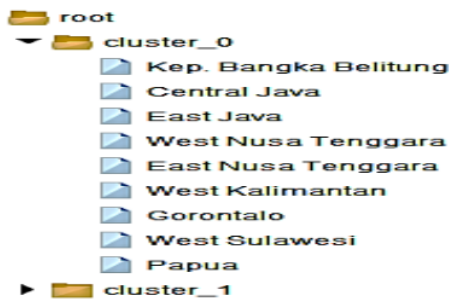 root
cluster_0
Kep. Bangka Belitung
Central Java
East Java
West Nusa Tenggara
East Nusa Tenggara
West Kalimantan
Gorontalo
West Sulawesi
Papua
cluster_1